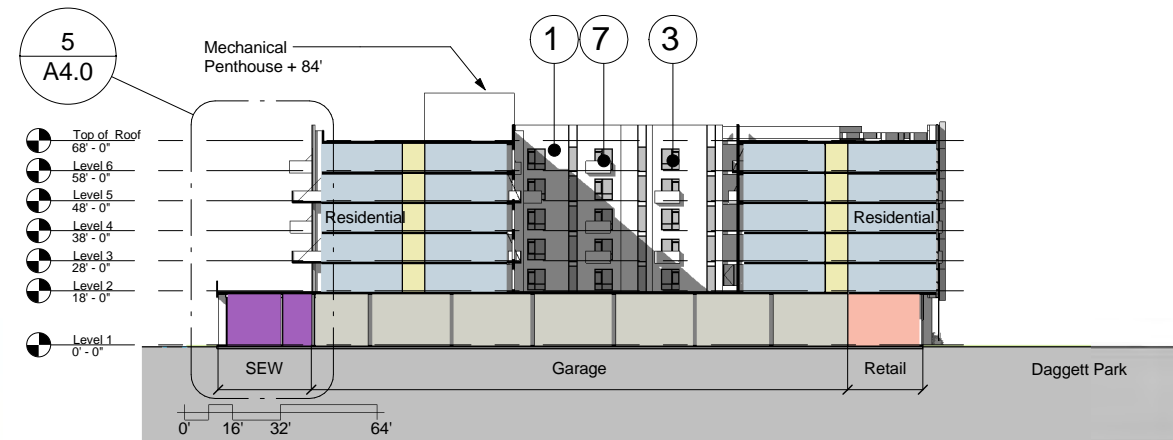 5
A4.0
Mechanical
Penthouse + 84'
1
7
3
Top of Roof
68' - 0"
Level 6
58' - 0"
Level 5
48' - 0"
Level 4
38' - 0"
Level 3
28' - 0"
Level 2
18' - 0"
Level 1
0' - 0"
Residential
Residential
SEW
Garage
Retail
Daggett Park
0' 16' 32' 64'